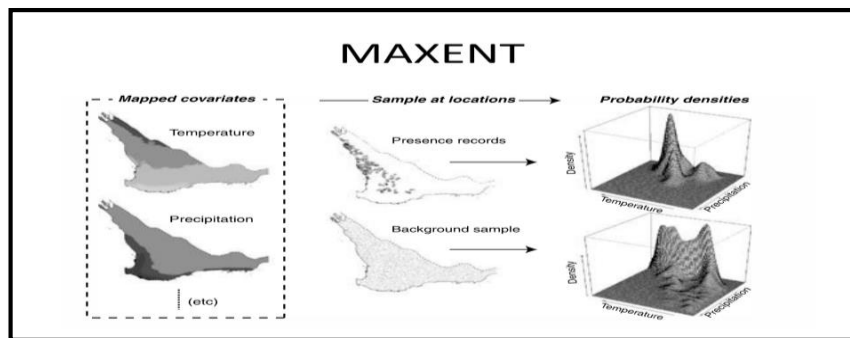 MAXENT
Mapped covariates
Sample at locations
Probability densities
Temperature
Presence records
Density
Temperature
Precipitation
Precipitation
Background sample
Density
Temperature
Precipitation
(etc)